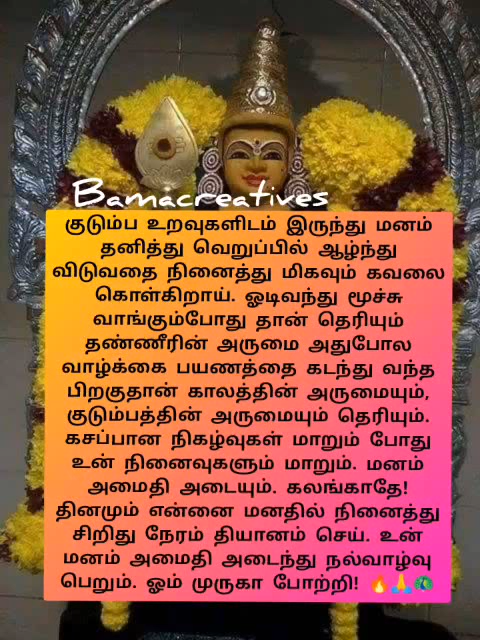 Bamacreatives
குடும்ப உறவுகளிடம் இருந்து மனம்
தனித்து வெறுப்பில் ஆழ்ந்து
விடுவதை நினைத்து மிகவும் கவலை
கொள்கிறாய். ஓடிவந்து மூச்சு
வாங்கும்போது தான் தெரியும்
தண்ணீரின் அருமை அதுபோல
வாழ்க்கை பயணத்தை கடந்து வந்த
பிறகுதான் காலத்தின் அருமையும்,
குடும்பத்தின் அருமையும் தெரியும்.
கசப்பான நிகழ்வுகள் மாறும் போது
உன் நினைவுகளும் மாறும். மனம்
அமைதி அடையும். கலங்காதே!
தினமும் என்னை மனதில் நினைத்து
சிறிது நேரம் தியானம் செய். உன்
மனம் அமைதி அடைந்து நல்வாழ்வு
பெறும். ஓம் முருகா போற்றி! 🔥🙏🦚